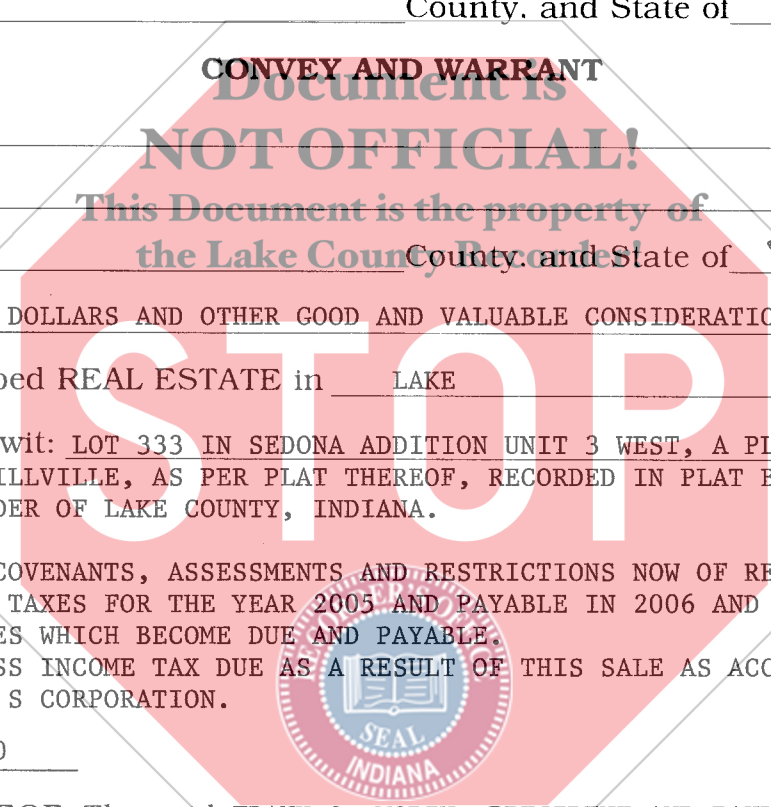 County. and State of
CONVEY AND WARRANT
Document is
NOT OFFICIAL!
This Document is the property of
the Lake County Recorder!
County. and State of
DOLLARS AND OTHER GOOD AND VALUABLE CONSIDERATIO
bed REAL ESTATE in LAKE
STOP
wit: LOT 333 IN SEDONA ADDITION UNIT 3 WEST, A PL
ILLVILLE, AS PER PLAT THEREOF, RECORDED IN PLAT B
DER OF LAKE COUNTY, INDIANA.
COVENANTS, ASSESSMENTS AND RESTRICTIONS NOW OF RE
TAXES FOR THE YEAR 2005 AND PAYABLE IN 2006 AND
ES WHICH BECOME DUE AND PAYABLE.
SS INCOME TAX DUE AS A RESULT OF THIS SALE AS ACC
S CORPORATION.
SEAL
INDIANA